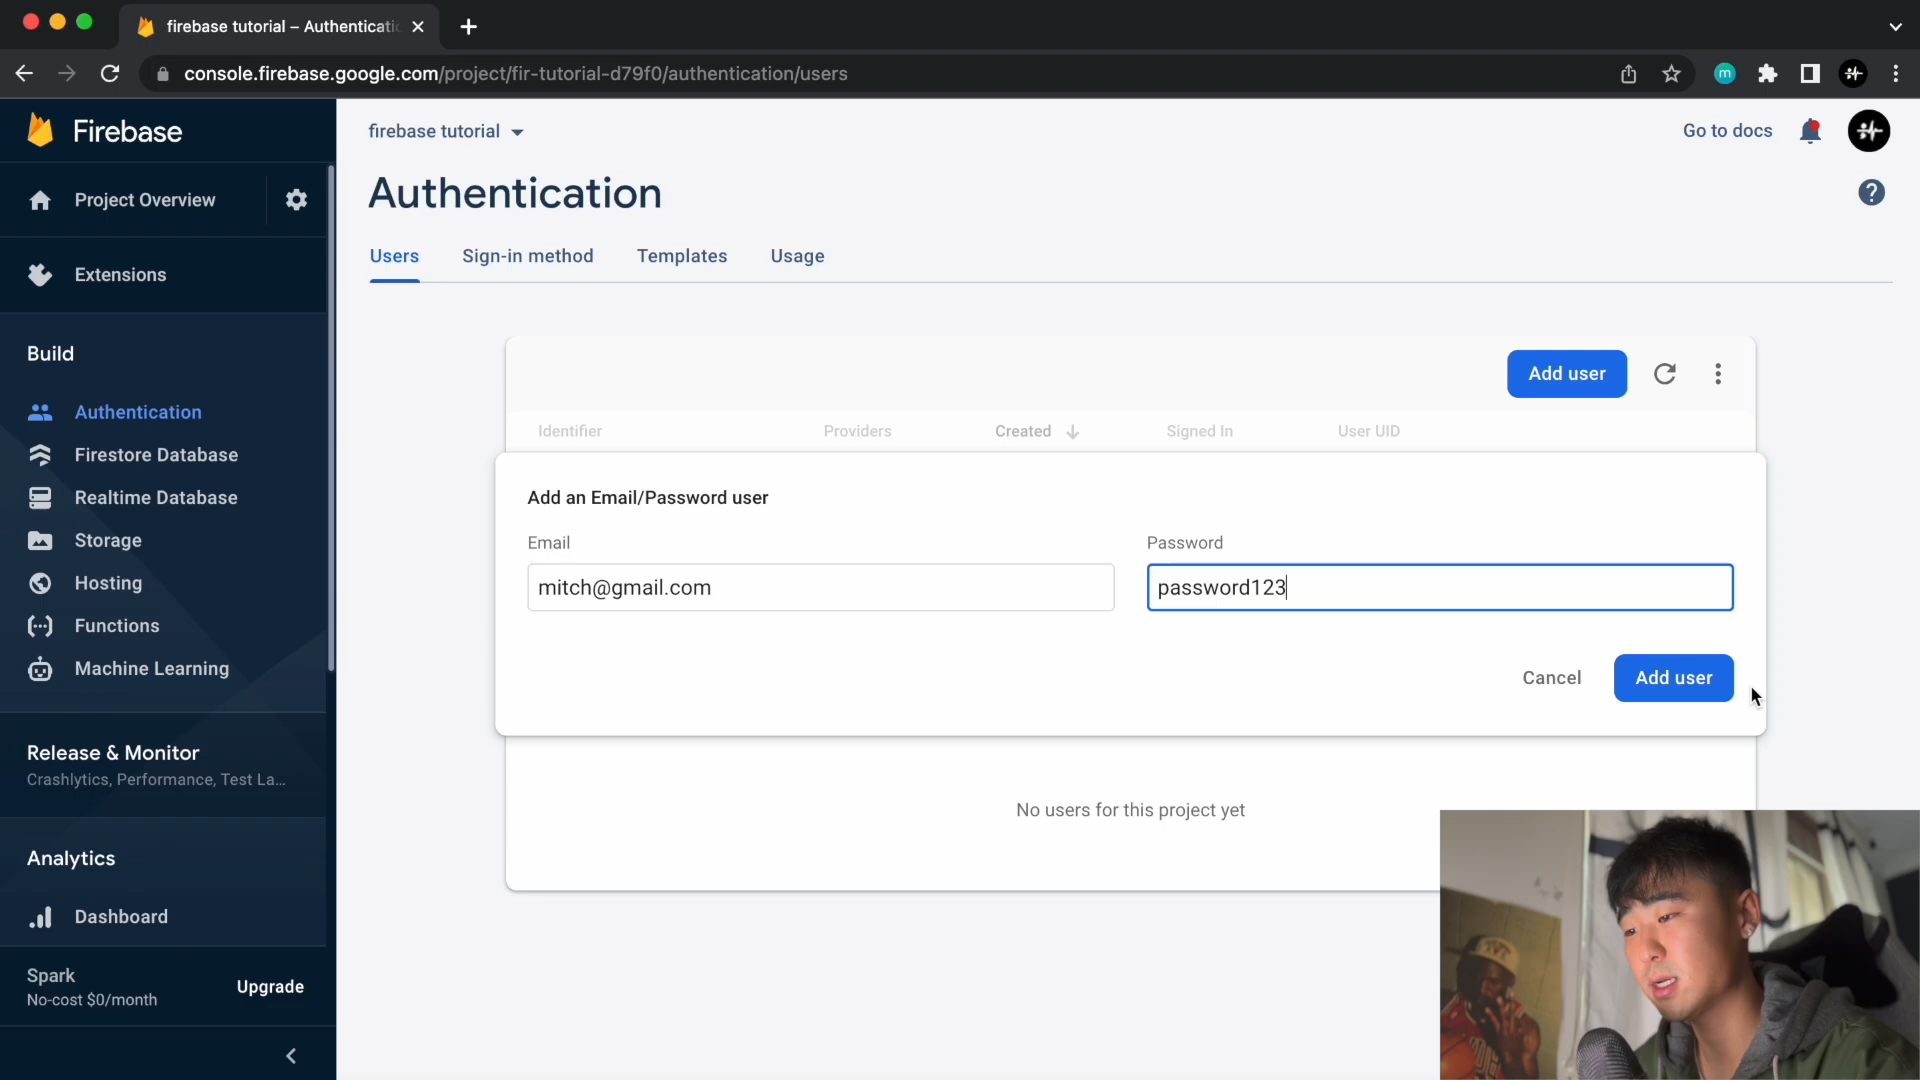 firebase tutorial – Authenticatio
console.firebase.google.com/project/fir-tutorial-d79f0/authentication/users
m
Firebase
firebase tutorial
Go to docs
Project Overview
Authentication
Users Sign-in method Templates Usage
Extensions
Build
Authentication
Firestore Database
Realtime Database
Storage
Hosting
Functions
Machine Learning
Release & Monitor
Crashlytics, Performance, Test La...
Analytics
Dashboard
Spark
No-cost $0/month
Upgrade
Add user
Identifier Providers Created Signed In User UID
Add an Email/Password user
Email Password
mitch@gmail.com password123
Cancel Add user
No users for this project yet